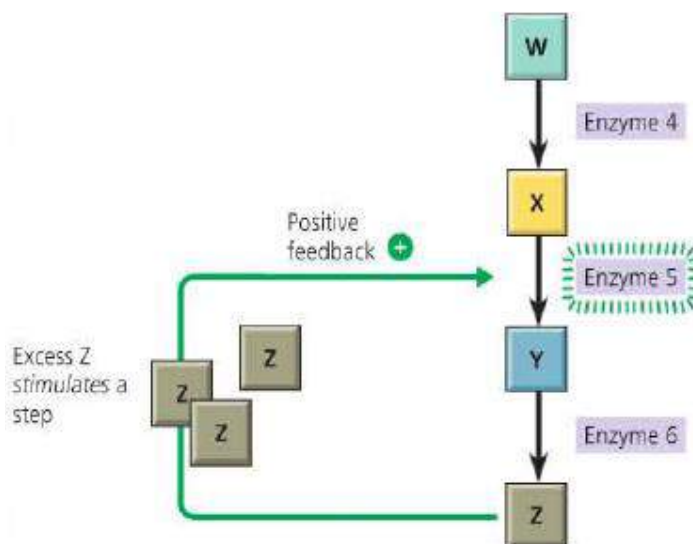 W
Enzyme 4
X
Positive
feedback +
Enzyme 5
Excess Z
stimulates a
step
Z
Z
Z
Y
Enzyme 6
Z